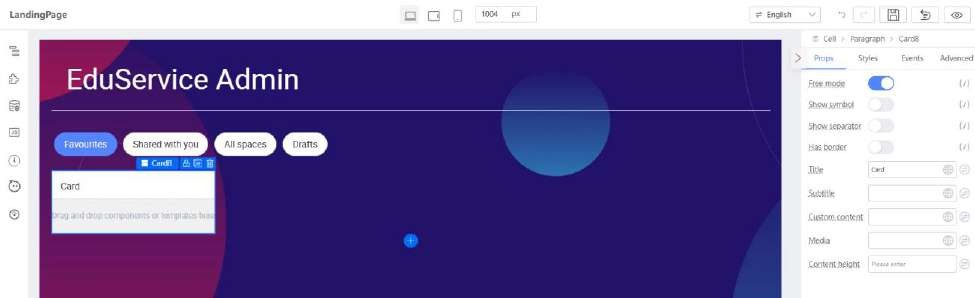 LandingPage
1004 px
English
Cell > Paragraph > Card8
EduService Admin
Props Styles Events Advanced
Free mode {/}
Show symbol {/}
Show separator {/}
Has border {/}
Favourites Shared with you All spaces Drafts
Card8
Title Card
Card
Subtitle
Drag and drop components or templates here
Custom content
Media
Content height Please enter
JS